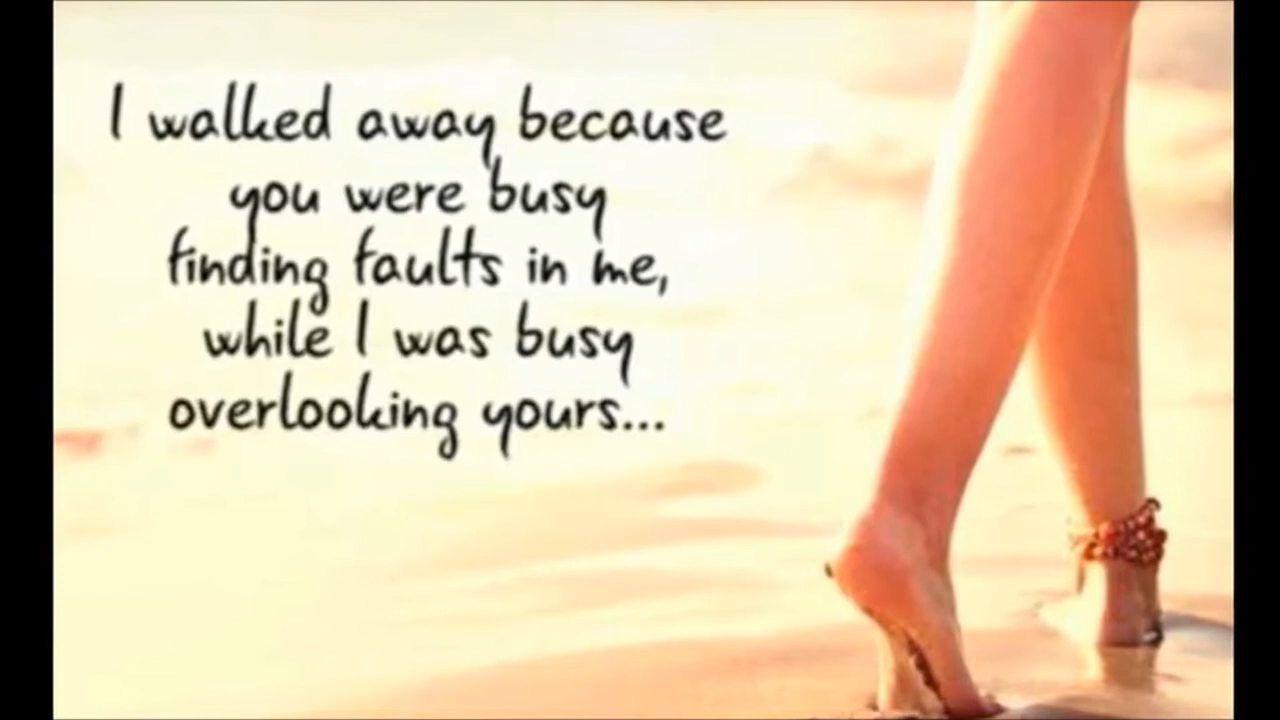 I walked away because
you were busy
finding faults in me,
while I was busy
overlooking yours...